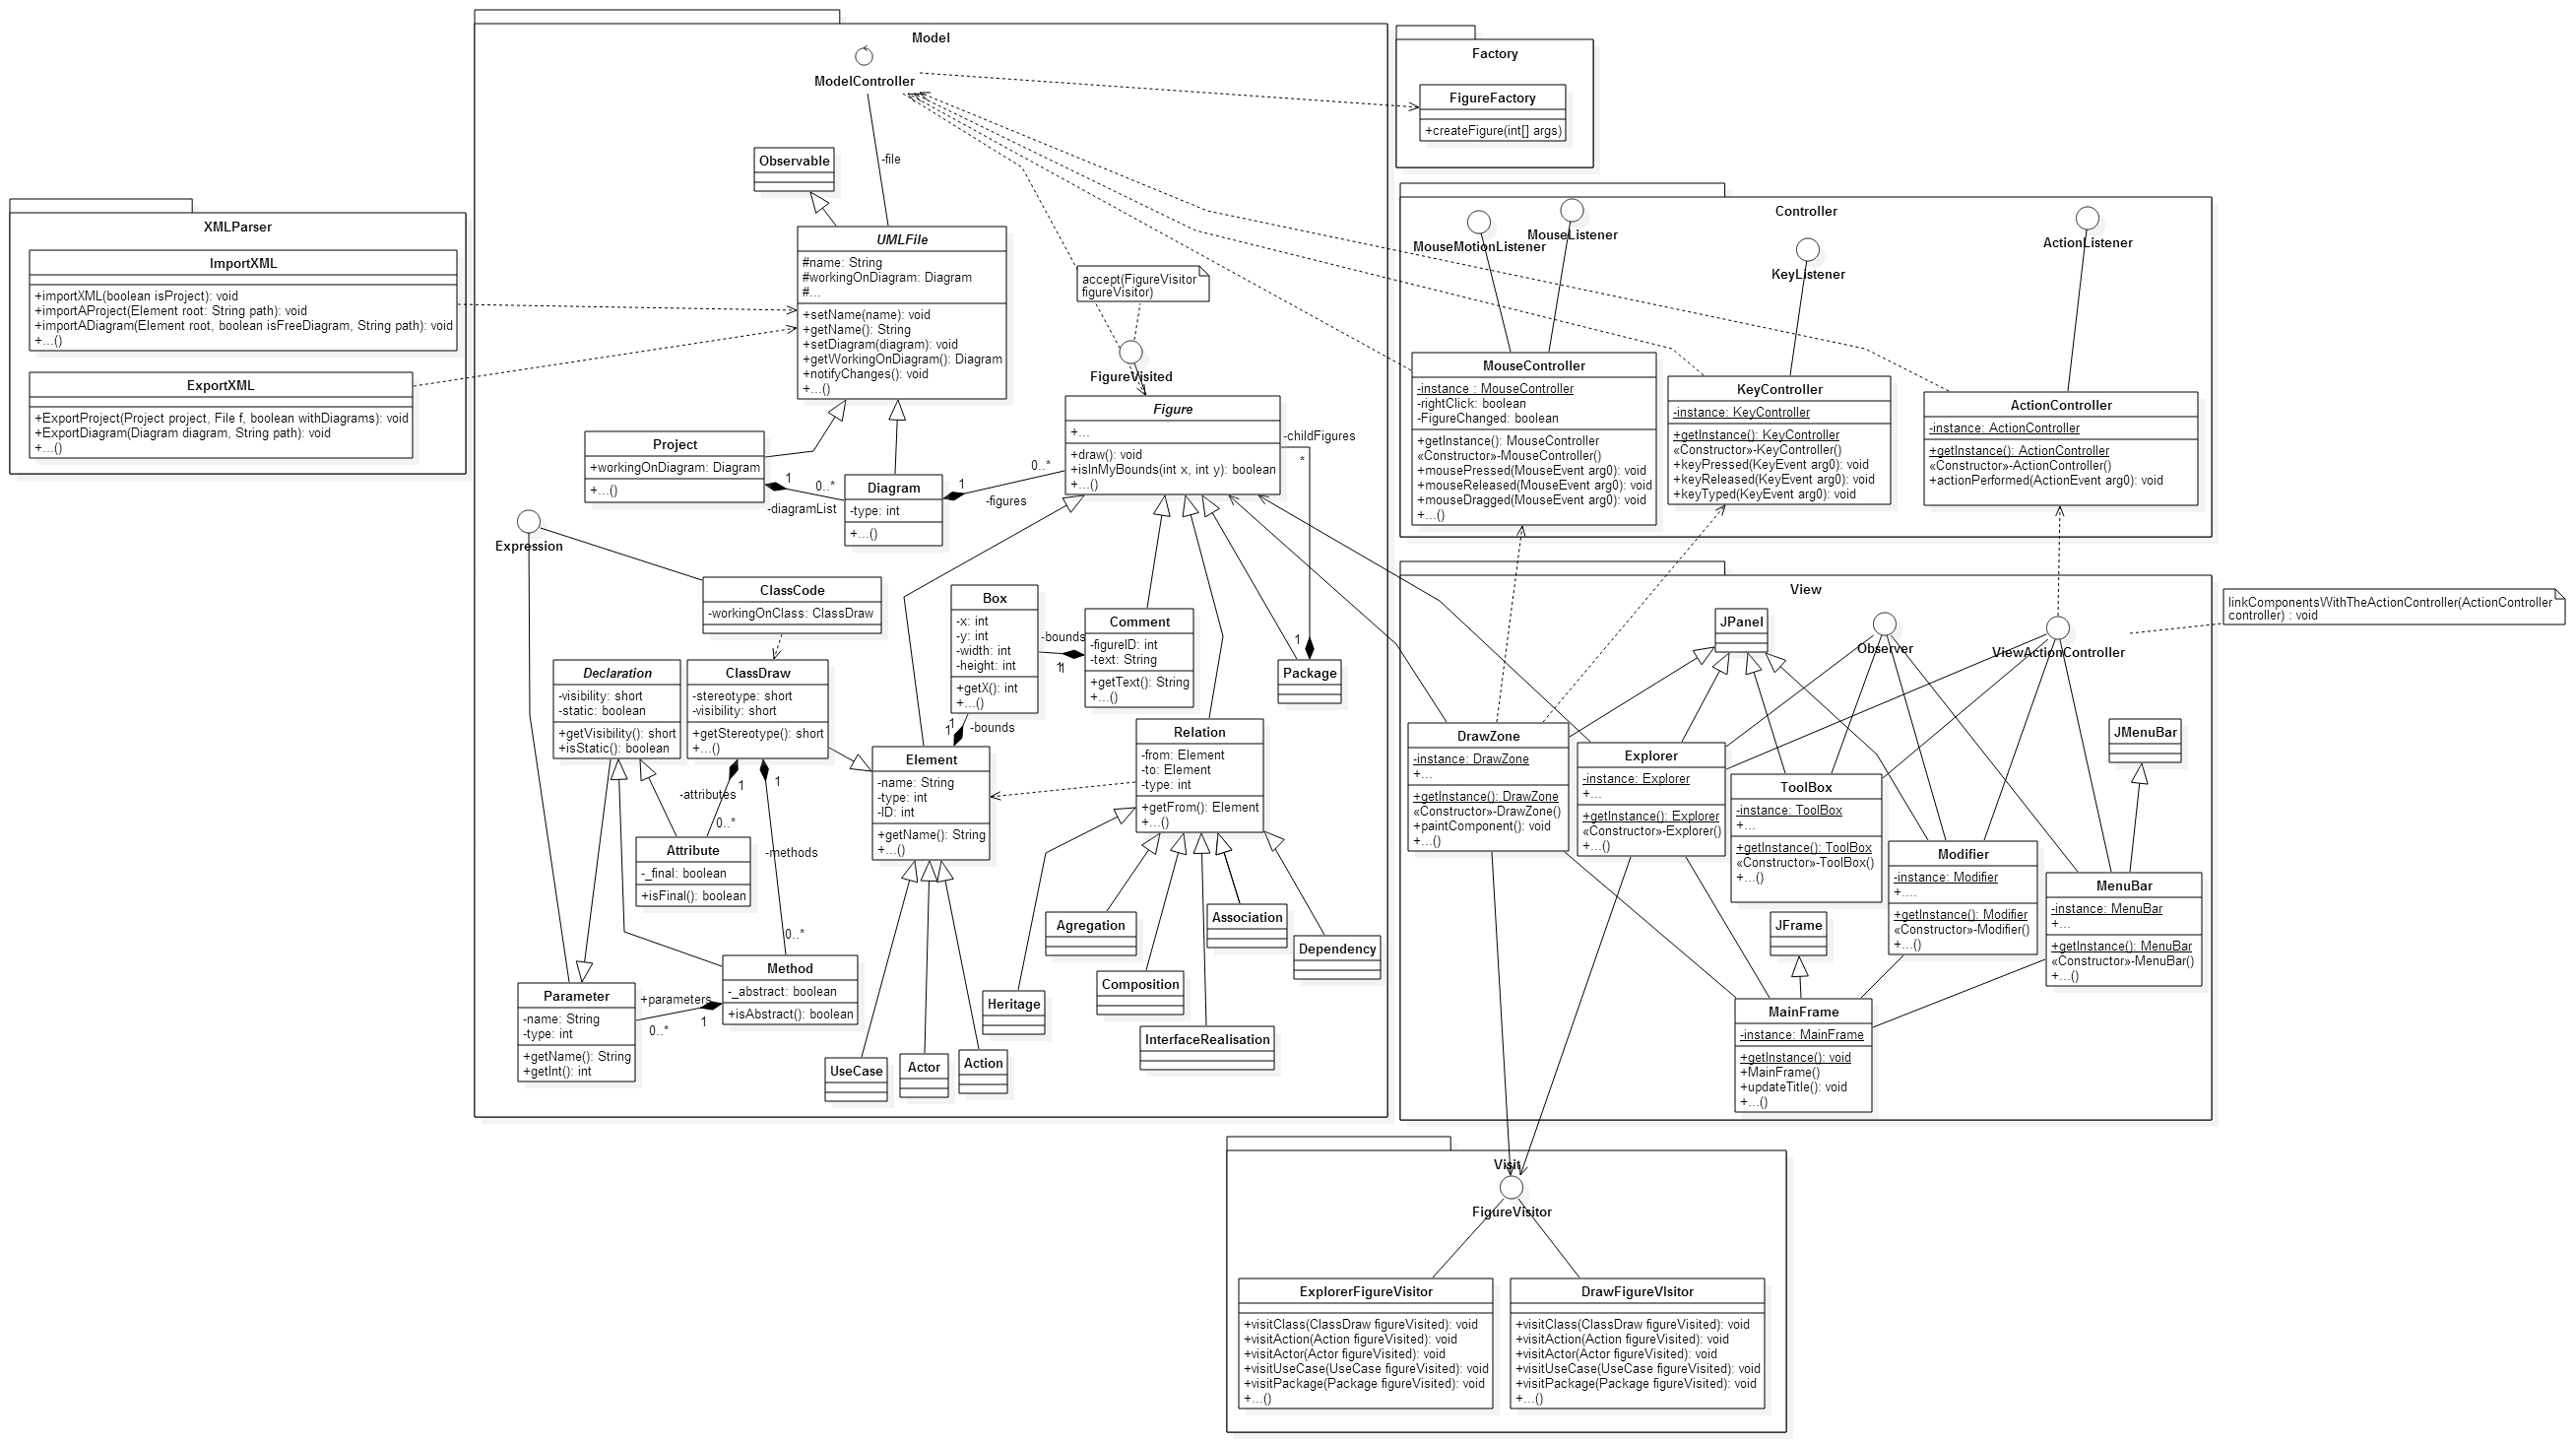 Model
ModelController
-file
Observable
UMLFile
#name: String
#workingOnDiagram: Diagram
#...
+setName(name): void
+getName(): String
+setDiagram(diagram): void
+getWorkingOnDiagram(): Diagram
+notifyChanges(): void
+...()
accept(FigureVisitor
figureVisitor)
FigureVisited
Figure
+...
+draw(): void
+isInMyBounds(int x, int y): boolean
+...()
-childFigures
*
1
Project
+workingOnDiagram: Diagram
+...()
1
0..*
-diagramList
Diagram
-type: int
+...()
1
0..*
-figures
Expression
ClassCode
-workingOnClass: ClassDraw
Box
-x: int
-y: int
-width: int
-height: int
+getX(): int
+...()
-bounds
1
1
Comment
-figureID: int
-text: String
+getText(): String
+...()
Package
Declaration
-visibility: short
-static: boolean
+getVisibility(): short
+isStatic(): boolean
ClassDraw
-stereotype: short
-visibility: short
+getStereotype(): short
+...()
1
1
-bounds
Element
-name: String
-type: int
-ID: int
+getName(): String
+...()
Relation
-from: Element
-to: Element
-type: int
+getFrom(): Element
+...()
-attributes
1
0..*
1
-methods
0..*
Attribute
-_final: boolean
+isFinal(): boolean
Method
-_abstract: boolean
+isAbstract(): boolean
+parameters
1
0..*
Parameter
-name: String
-type: int
+getName(): String
+getInt(): int
UseCase
Actor
Action
Heritage
Agregation
Composition
InterfaceRealisation
Association
Dependency
XMLParser
ImportXML
+importXML(boolean isProject): void
+importAProject(Element root: String path): void
+importADiagram(Element root, boolean isFreeDiagram, String path): void
+...()
ExportXML
+ExportProject(Project project, File f, boolean withDiagrams): void
+ExportDiagram(Diagram diagram, String path): void
+...()
Factory
FigureFactory
+createFigure(int[] args)
Controller
MouseMotionListener
MouseListener
KeyListener
ActionListener
MouseController
-instance : MouseController
-rightClick: boolean
-FigureChanged: boolean
+getInstance(): MouseController
«Constructor»-MouseController()
+mousePressed(MouseEvent arg0): void
+mouseReleased(MouseEvent arg0): void
+mouseDragged(MouseEvent arg0): void
+...()
KeyController
-instance: KeyController
+getInstance(): KeyController
«Constructor»-KeyController()
+keyPressed(KeyEvent arg0): void
+keyReleased(KeyEvent arg0): void
+keyTyped(KeyEvent arg0): void
ActionController
-instance: ActionController
+getInstance(): ActionController
«Constructor»-ActionController()
+actionPerformed(ActionEvent arg0): void
View
JPanel
Observer
ViewActionController
linkComponentsWithTheActionController(ActionController
controller) : void
JMenuBar
DrawZone
-instance: DrawZone
+...
+getInstance(): DrawZone
«Constructor»-DrawZone()
+paintComponent(): void
+...()
Explorer
-instance: Explorer
+...
+getInstance(): Explorer
«Constructor»-Explorer()
+...()
ToolBox
-instance: ToolBox
+...
+getInstance(): ToolBox
«Constructor»-ToolBox()
+...()
Modifier
-instance: Modifier
+....
+getInstance(): Modifier
«Constructor»-Modifier()
+...()
MenuBar
-instance: MenuBar
+...
+getInstance(): MenuBar
«Constructor»-MenuBar()
+...()
JFrame
MainFrame
-instance: MainFrame
+getInstance(): void
+MainFrame()
+updateTitle(): void
+...()
Visit
FigureVisitor
ExplorerFigureVisitor
+visitClass(ClassDraw figureVisited): void
+visitAction(Action figureVisited): void
+visitActor(Actor figureVisited): void
+visitUseCase(UseCase figureVisited): void
+visitPackage(Package figureVisited): void
+...()
DrawFigureVIsitor
+visitClass(ClassDraw figureVisited): void
+visitAction(Action figureVisited): void
+visitActor(Actor figureVisited): void
+visitUseCase(UseCase figureVisited): void
+visitPackage(Package figureVisited): void
+...()